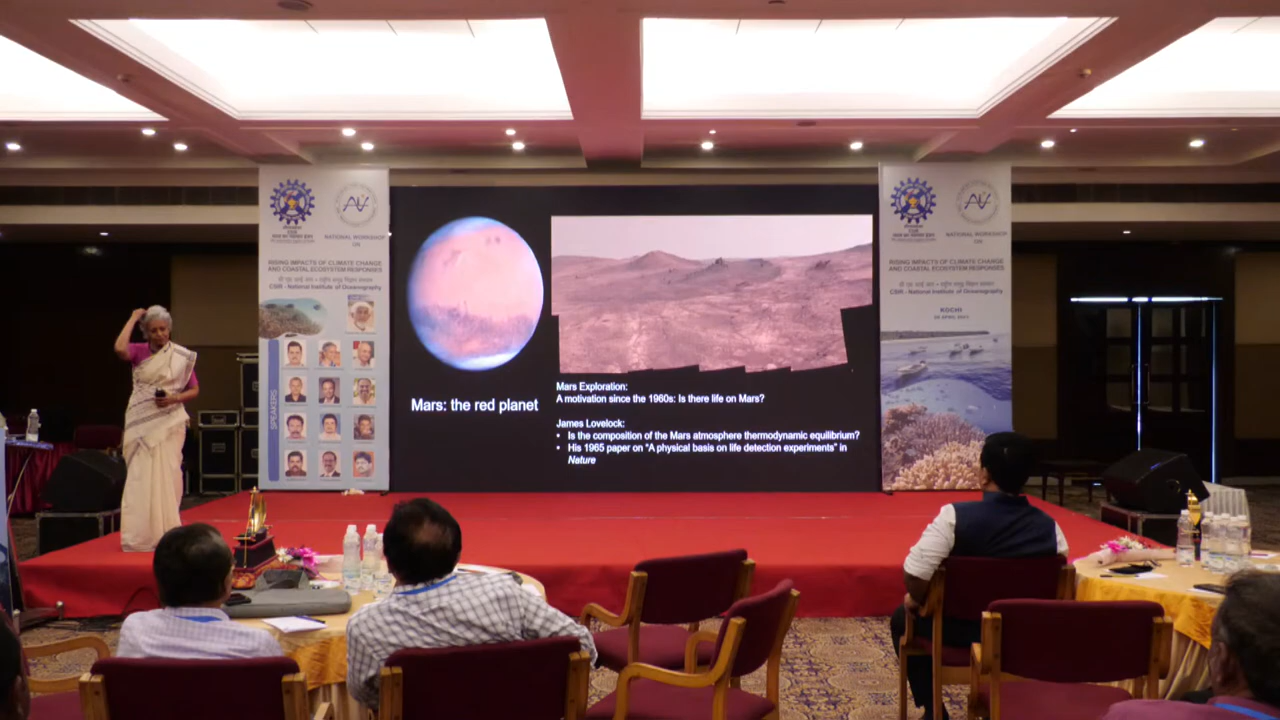 CSIR
NATIONAL WORKSHOP
ON
RISING IMPACTS OF CLIMATE CHANGE
AND COASTAL ECOSYSTEM RESPONSES
CSIR - National Institute of Oceanography
SPEAKERS
Mars: the red planet
Mars Exploration:
A motivation since the 1960s: Is there life on Mars?
James Lovelock:
• Is the composition of the Mars atmosphere thermodynamic equilibrium?
• His 1965 paper on “A physical basis on life detection experiments” in
Nature
CSIR
NATIONAL WORKSHOP
ON
RISING IMPACTS OF CLIMATE CHANGE
AND COASTAL ECOSYSTEM RESPONSES
CSIR - National Institute of Oceanography
KOCHI